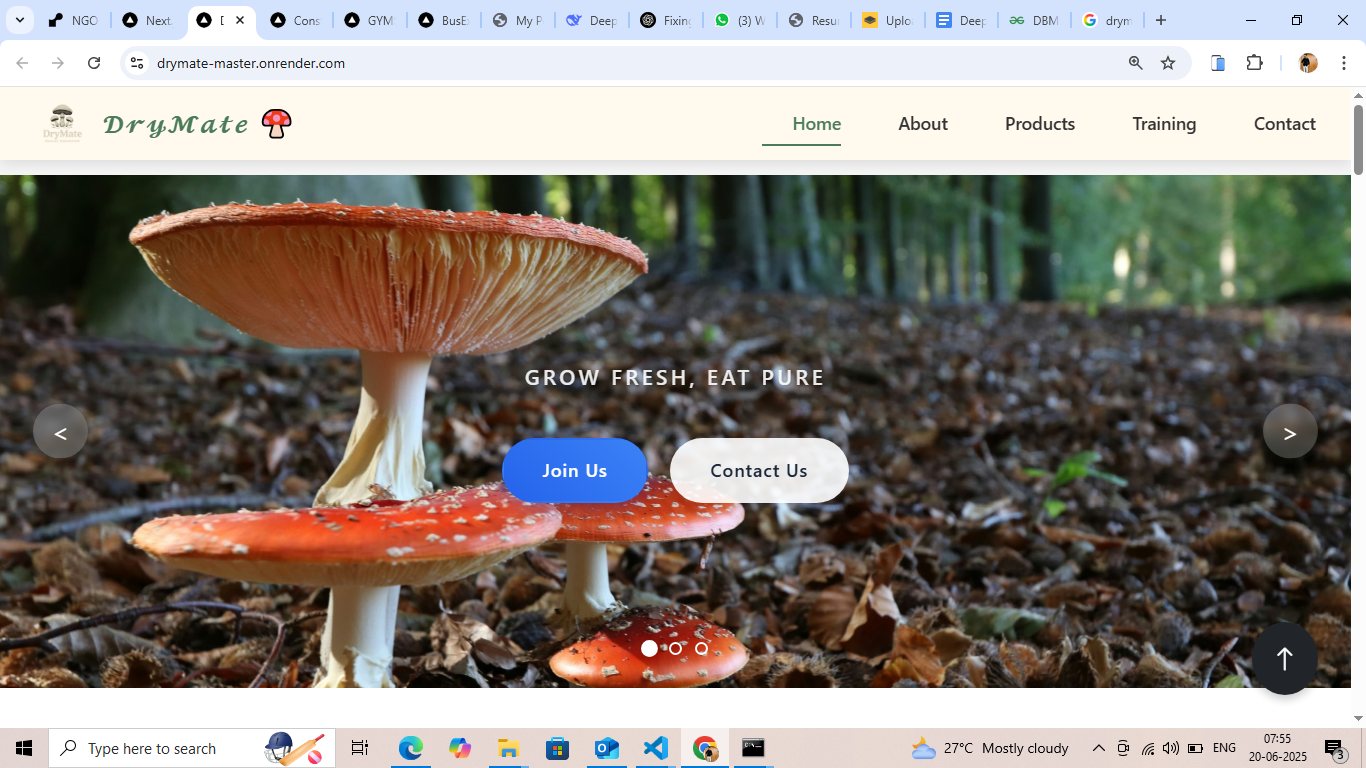 NGO
Next.
D
Cons
GYM
BusE
My P
Deep
Fixing
(3) W
Resu
Uplo
Deep
DBM
drym
drymate-master.onrender.com
DryMate
DryMate 🍄
Home
About
Products
Training
Contact
GROW FRESH, EAT PURE
<
>
Join Us
Contact Us
Type here to search
27°C Mostly cloudy
ENG
07:55
20-06-2025
3